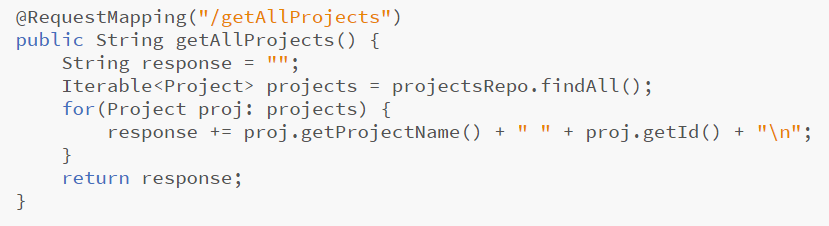 @RequestMapping("/getAllProjects")
public String getAllProjects() {
    String response = "";
    Iterable<Project> projects = projectsRepo.findAll();
    for(Project proj: projects) {
        response += proj.getProjectName() + " " + proj.getId() + "\n";
    }
    return response;
}